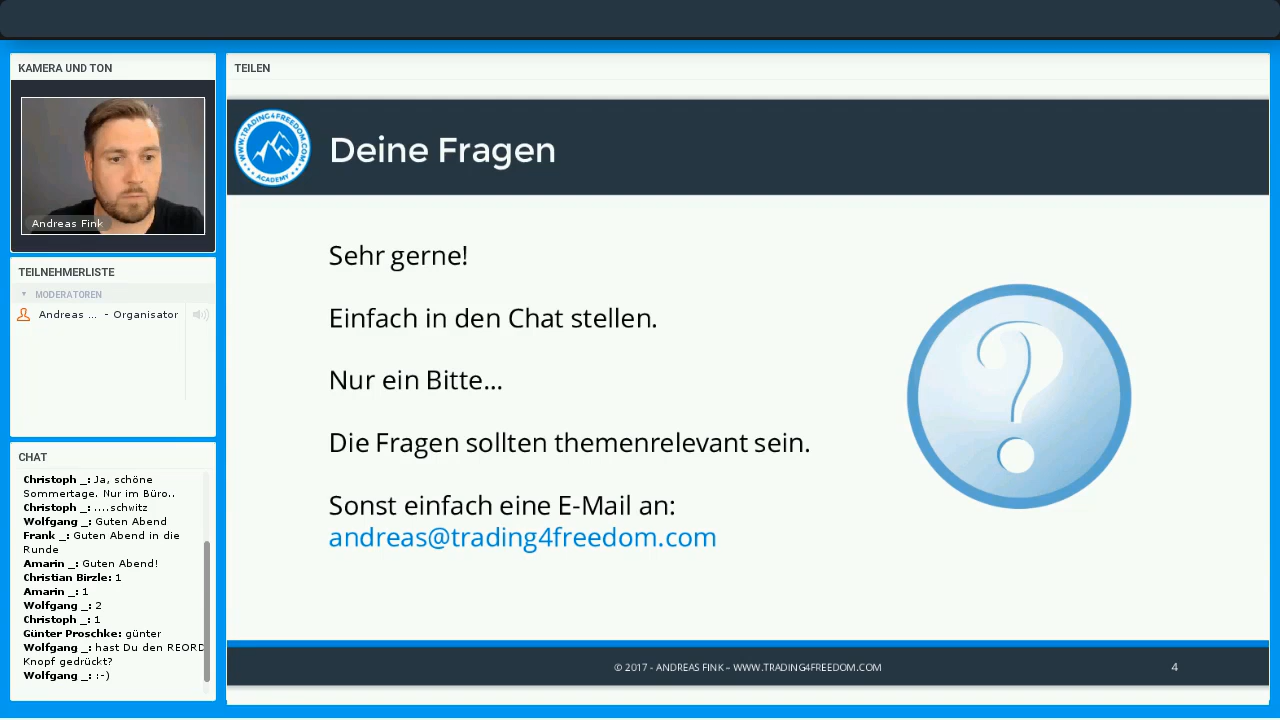 KAMERA UND TON
Andreas Fink
TEILNEHMERLISTE
MODERATOREN
Andreas ... - Organisator
CHAT
Christoph _: Ja, schöne
Sommertage. Nur im Büro..
Christoph _: ....schwitz
Wolfgang _: Guten Abend
Frank _: Guten Abend in die
Runde
Amarin _: Guten Abend!
Christian Birzle: 1
Amarin _: 1
Wolfgang _: 2
Christoph _: 1
Günter Proschke: günter
Wolfgang _: hast Du den REORD
Knopf gedrückt?
Wolfgang _: :-)
TEILEN
WWW.TRADING4FREEDOM.COM
ACADEMY
Deine Fragen
Sehr gerne!
Einfach in den Chat stellen.
Nur ein Bitte...
Die Fragen sollten themenrelevant sein.
Sonst einfach eine E-Mail an:
andreas@trading4freedom.com
?
© 2017 - ANDREAS FINK – WWW.TRADING4FREEDOM.COM
4